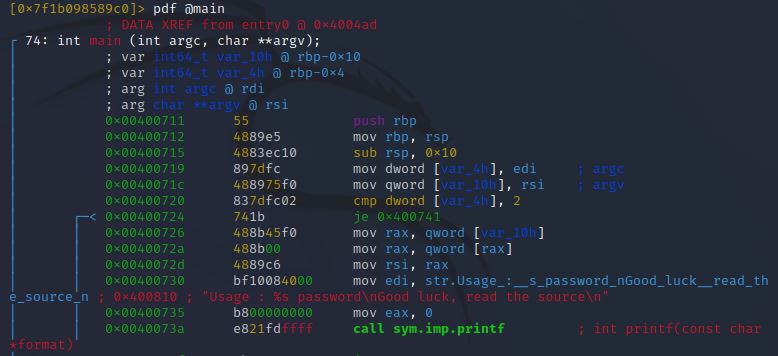 [0x7f1b098589c0]> pdf @main
; DATA XREF from entry0 @ 0x4004ad
74: int main (int argc, char **argv);
; var int64_t var_10h @ rbp-0x10
; var int64_t var_4h @ rbp-0x4
; arg int argc @ rdi
; arg char **argv @ rsi
0x00400711 55 push rbp
0x00400712 4889e5 mov rbp, rsp
0x00400715 4883ec10 sub rsp, 0x10
0x00400719 897dfc mov dword [var_4h], edi ; argc
0x0040071c 488975f0 mov qword [var_10h], rsi ; argv
0x00400720 837dfc02 cmp dword [var_4h], 2
< 0x00400724 741b je 0x400741
0x00400726 488b45f0 mov rax, qword [var_10h]
0x0040072a 488b00 mov rax, qword [rax]
0x0040072d 4889c6 mov rsi, rax
0x00400730 bf10084000 mov edi, str.Usage_:__s_password_nGood_luck__read_th
e_source_n ; 0x400810 ; "Usage : %s password\nGood luck, read the source\n"
0x00400735 b800000000 mov eax, 0
0x0040073a e821fdffff call sym.imp.printf ; int printf(const char
*format)